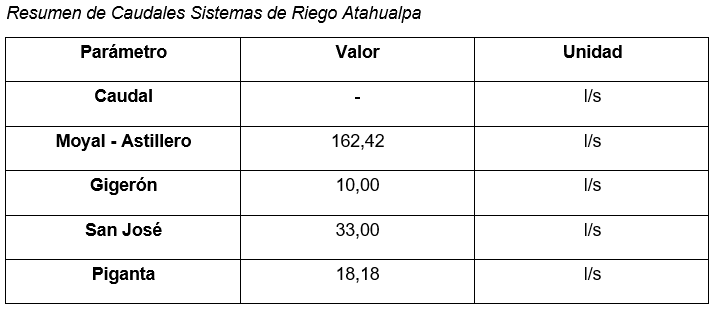 Resumen de Caudales Sistemas de Riego Atahualpa
Parámetro Valor Unidad
Caudal - l/s
Moyal - Astillero 162,42 l/s
Gigerón 10,00 l/s
San José 33,00 l/s
Piganta 18,18 l/s